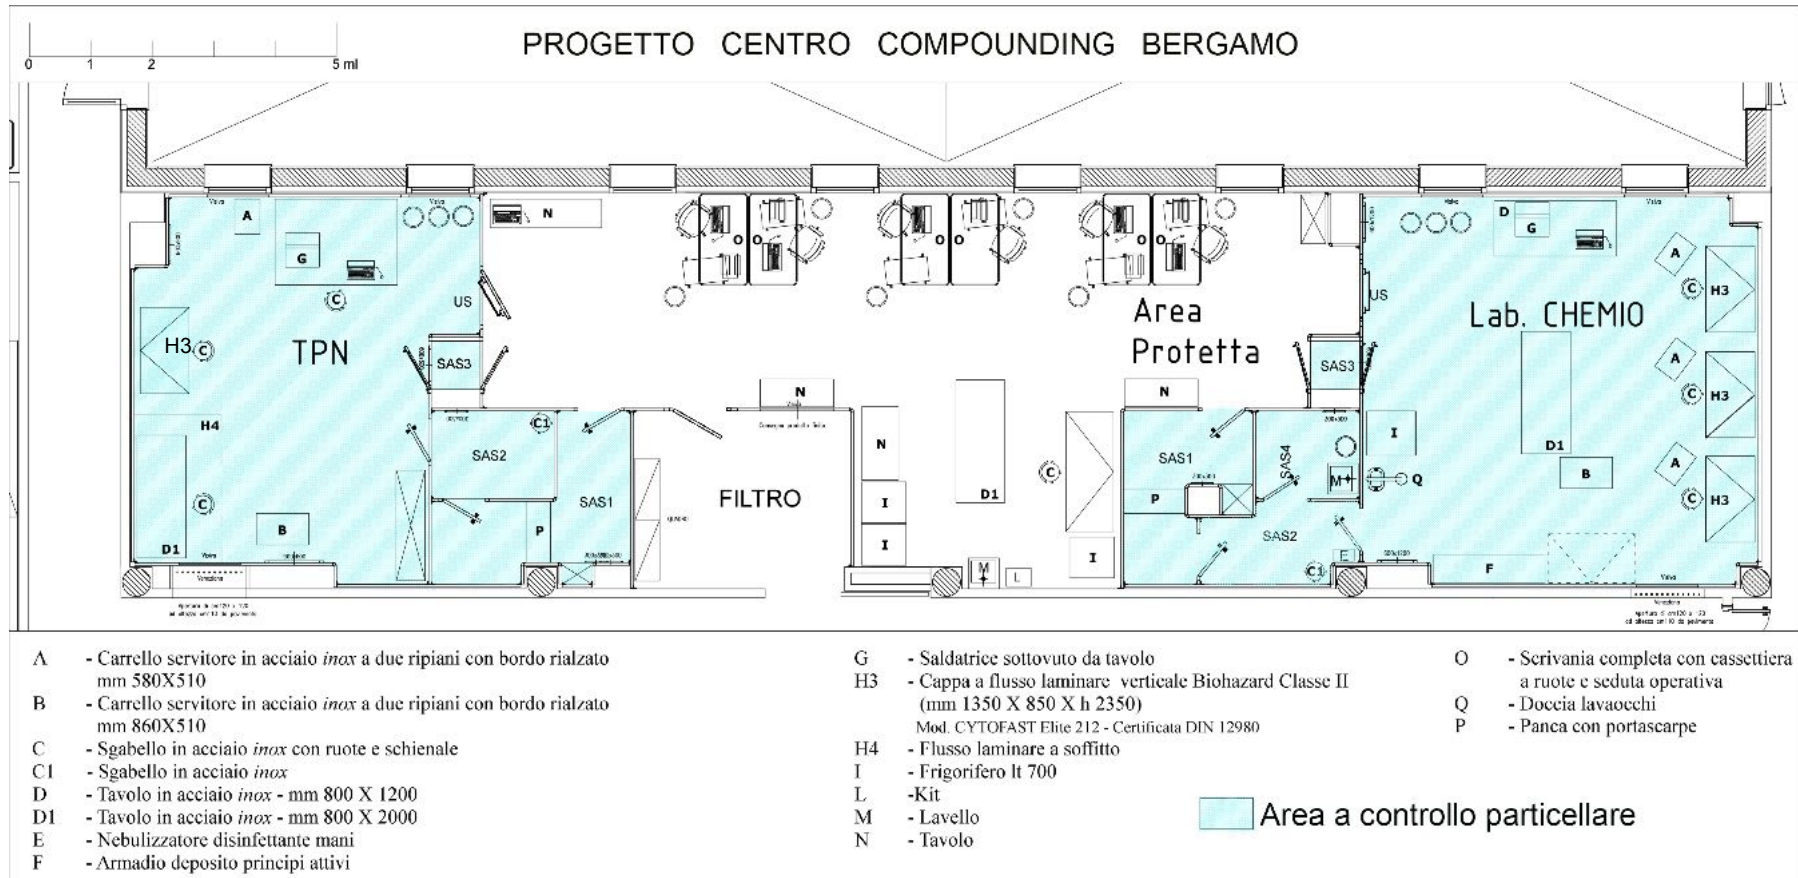 PROGETTO CENTRO COMPOUNDING BERGAMO
0 1 2 5 ml
A
G
C
H3
C
TPN
US
SAS3
H4
C
D1
B
SAS2
C1
SAS1
P
N
FILTRO
N
Consegna prodotto finito
O
O
O
O
O
O
Area
Protetta
N
I
I
D1
C
M
L
I
N
SAS3
US
SAS1
P
SAS4
M
Q
SAS2
E
C1
Lab. CHEMIO
D
G
A
C
H3
A
C
H3
A
C
H3
I
D1
B
F
Veneziana
Veneziana
A - Carrello servitore in acciaio inox a due ripiani con bordo rialzato
mm 580X510
B - Carrello servitore in acciaio inox a due ripiani con bordo rialzato
mm 860X510
C - Sgabello in acciaio inox con ruote e schienale
C1 - Sgabello in acciaio inox
D - Tavolo in acciaio inox - mm 800 X 1200
D1 - Tavolo in acciaio inox - mm 800 X 2000
E - Nebulizzatore disinfettante mani
F - Armadio deposito principi attivi
G - Saldatrice sottovuoto da tavolo
H3 - Cappa a flusso laminare verticale Biohazard Classe II
(mm 1350 X 850 X h 2350)
Mod. CYTOFAST Elite 212 - Certificata DIN 12980
H4 - Flusso laminare a soffitto
I - Frigorifero lt 700
L -Kit
M - Lavello
N - Tavolo
O - Scrivania completa con cassettiera
a ruote e seduta operativa
Q - Doccia lavaocchi
P - Panca con portascarpe
Area a controllo particellare